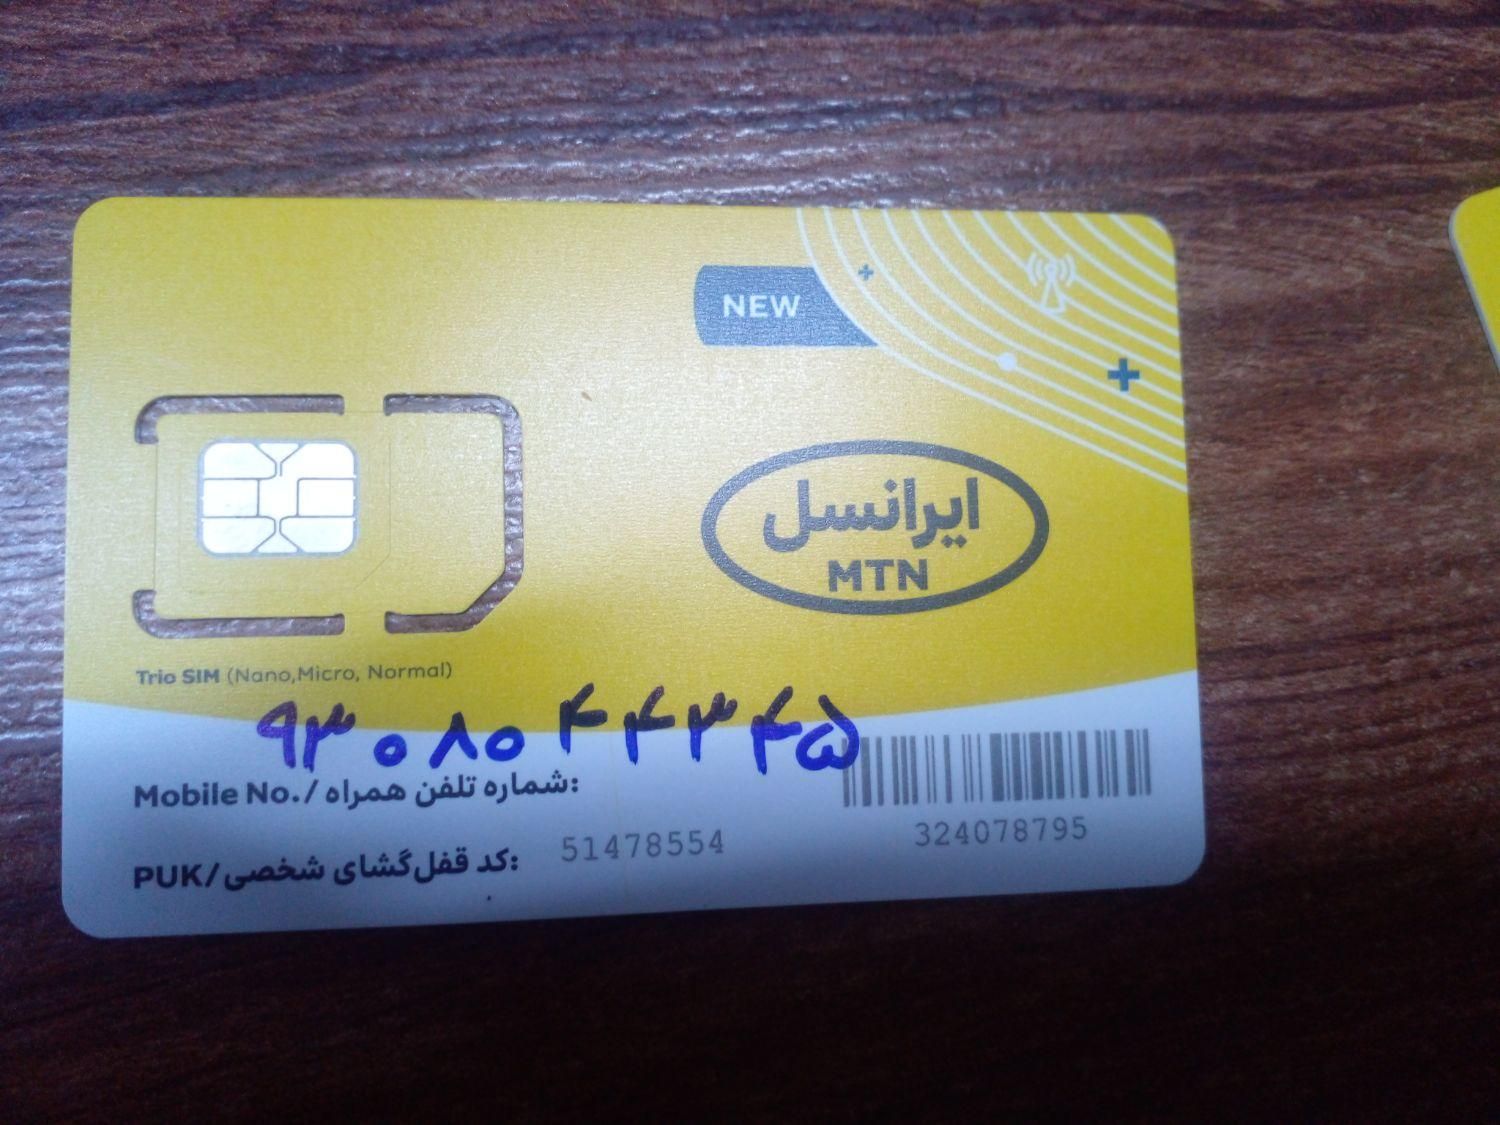 NEW
ایرانسل
MTN
Trio SIM (Nano,Micro, Normal)
۹۳۰۸۰۴۴۳۴۵
Mobile No./شماره تلفن همراه:
324078795
PUK/کد قفل‌گشای شخصی: 51478554